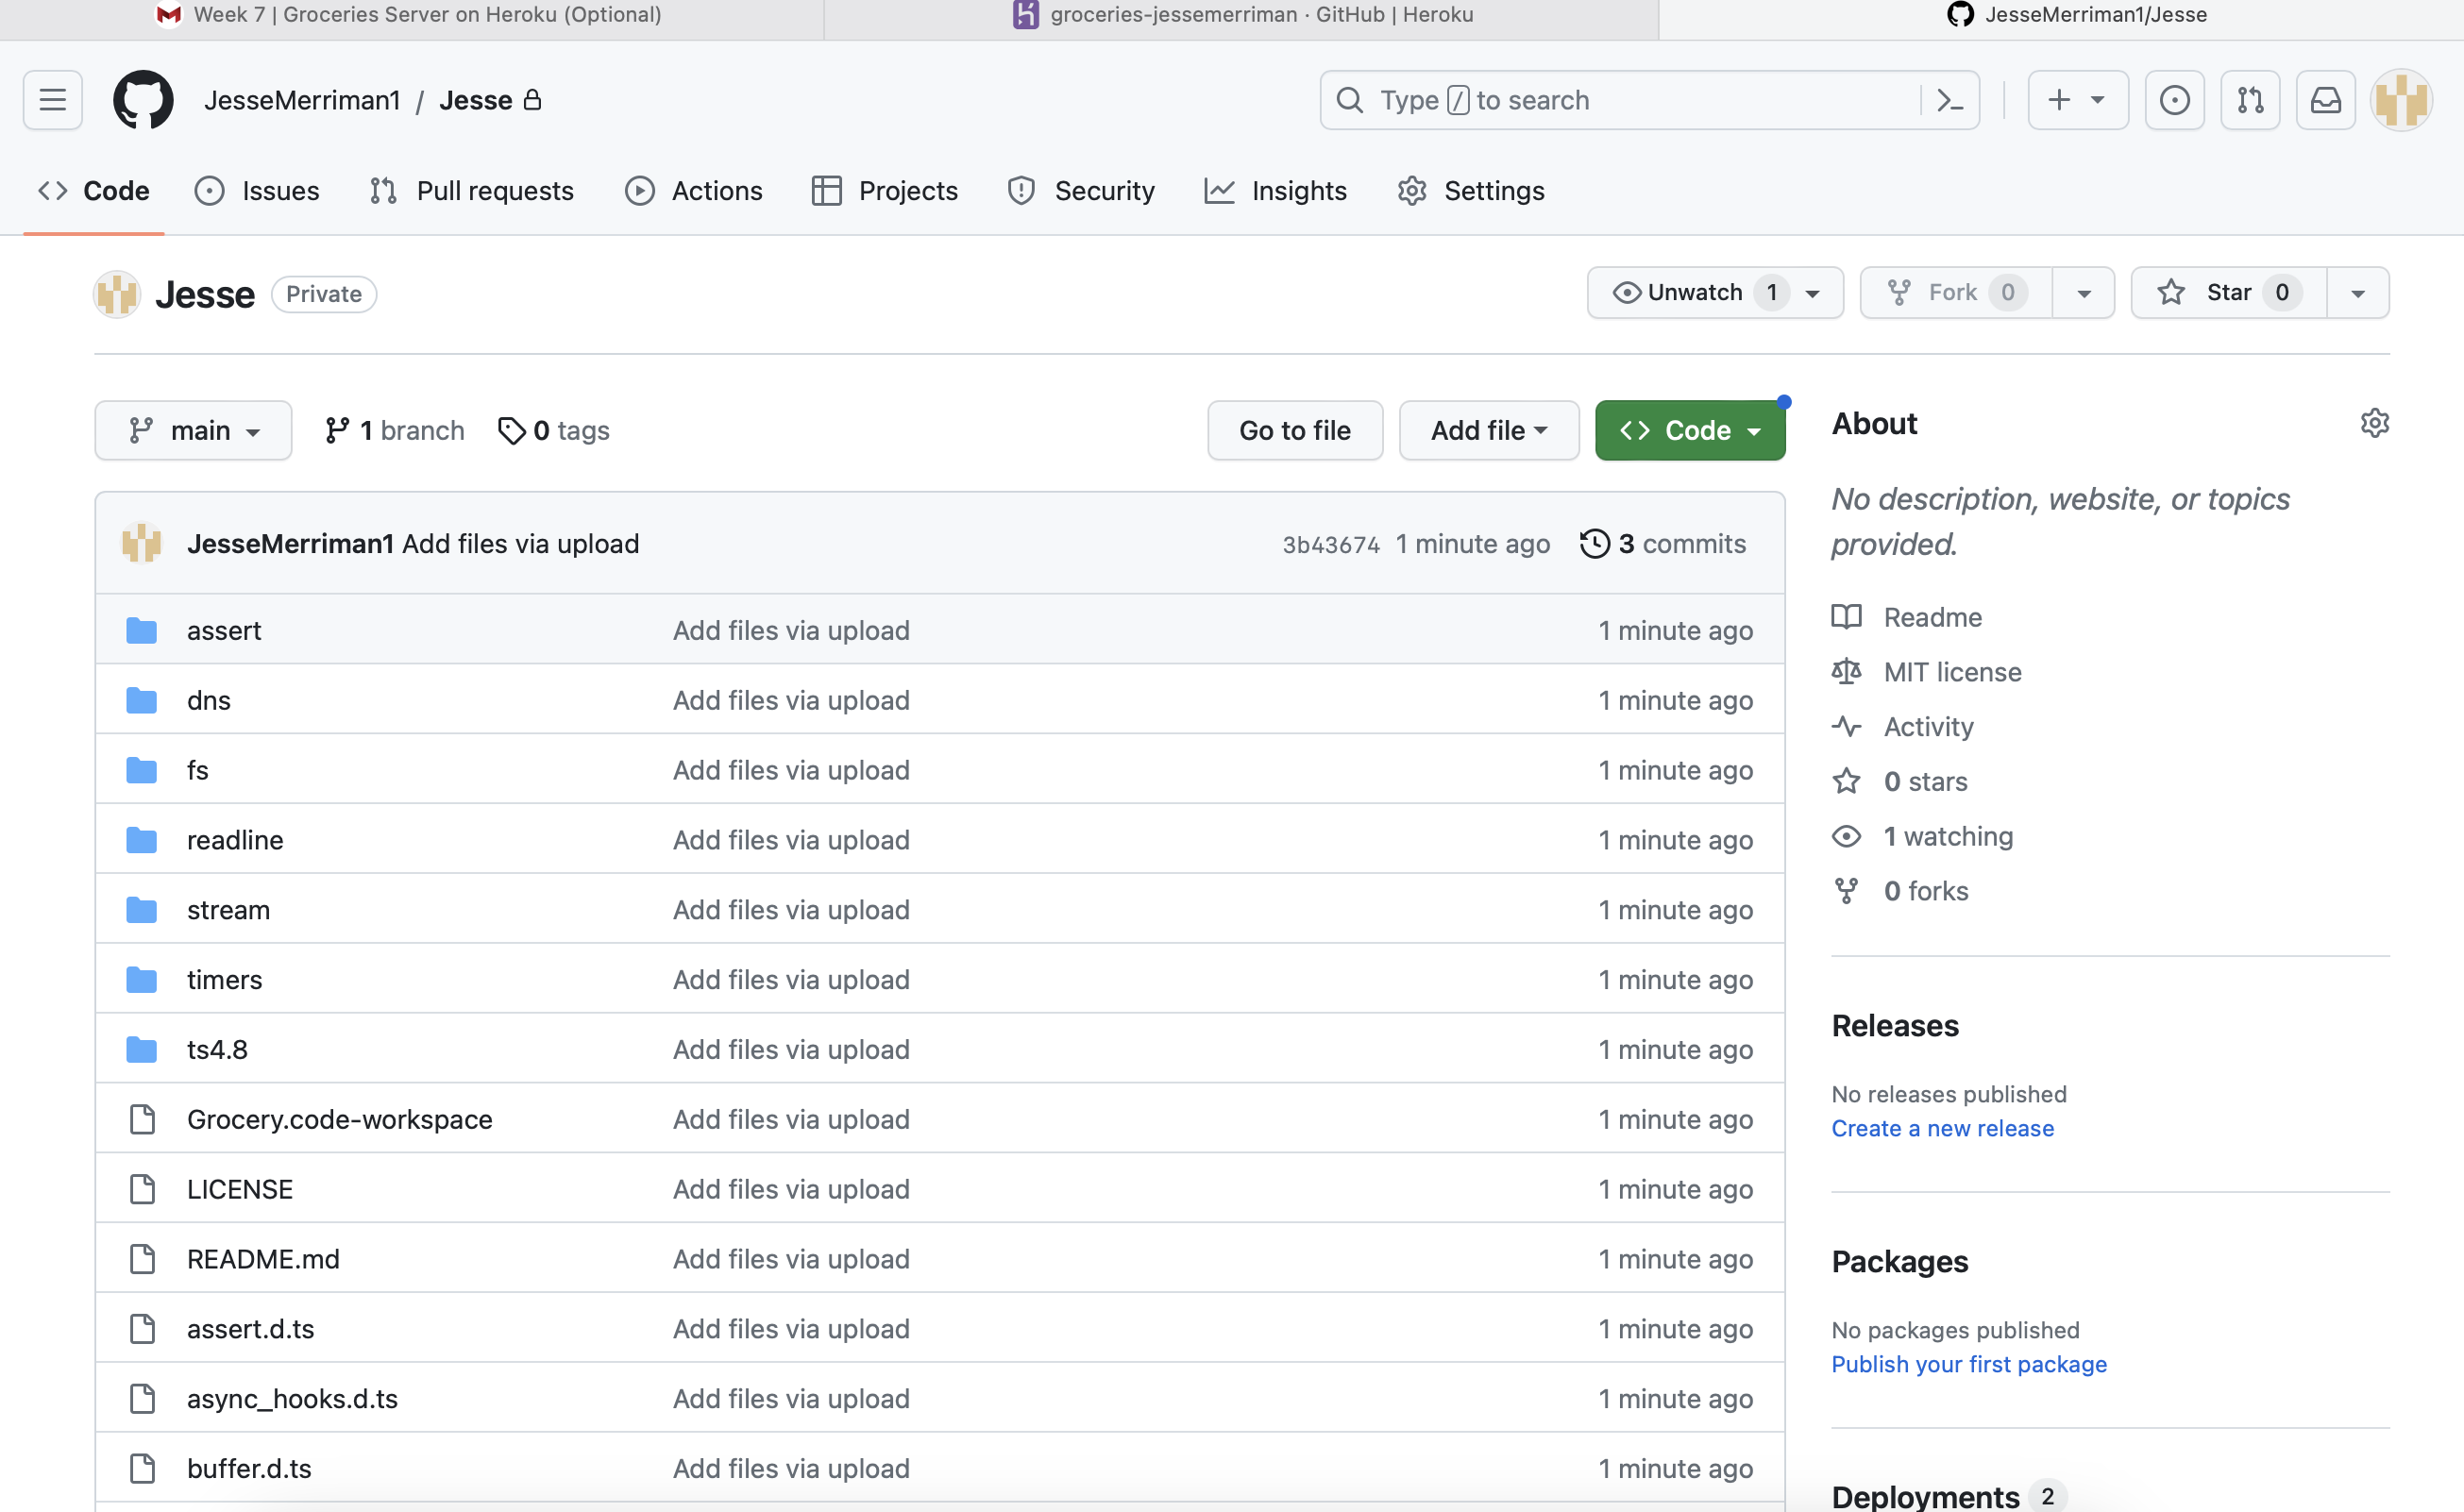 Week 7 | Groceries Server on Heroku (Optional)
groceries-jessemerriman · GitHub | Heroku
JesseMerriman1/Jesse
JesseMerriman1 / Jesse
Type / to search
Code
Issues
Pull requests
Actions
Projects
Security
Insights
Settings
Jesse Private
Unwatch 1
Fork 0
Star 0
main
1 branch
0 tags
Go to file
Add file
Code
JesseMerriman1 Add files via upload 3b43674 1 minute ago 3 commits
assert Add files via upload 1 minute ago
dns Add files via upload 1 minute ago
fs Add files via upload 1 minute ago
readline Add files via upload 1 minute ago
stream Add files via upload 1 minute ago
timers Add files via upload 1 minute ago
ts4.8 Add files via upload 1 minute ago
Grocery.code-workspace Add files via upload 1 minute ago
LICENSE Add files via upload 1 minute ago
README.md Add files via upload 1 minute ago
assert.d.ts Add files via upload 1 minute ago
async_hooks.d.ts Add files via upload 1 minute ago
buffer.d.ts Add files via upload 1 minute ago
About
No description, website, or topics
provided.
Readme
MIT license
Activity
0 stars
1 watching
0 forks
Releases
No releases published
Create a new release
Packages
No packages published
Publish your first package
Deployments 2